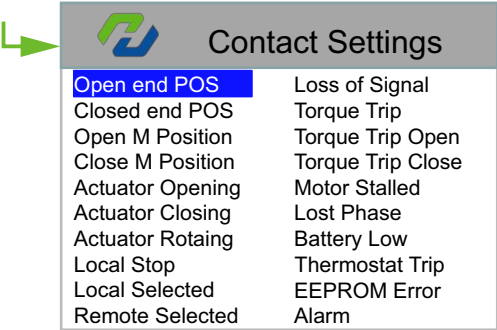 Contact Settings
Open end POS
Closed end POS
Open M Position
Close M Position
Actuator Opening
Actuator Closing
Actuator Rotaing
Local Stop
Local Selected
Remote Selected
Loss of Signal
Torque Trip
Torque Trip Open
Torque Trip Close
Motor Stalled
Lost Phase
Battery Low
Thermostat Trip
EEPROM Error
Alarm